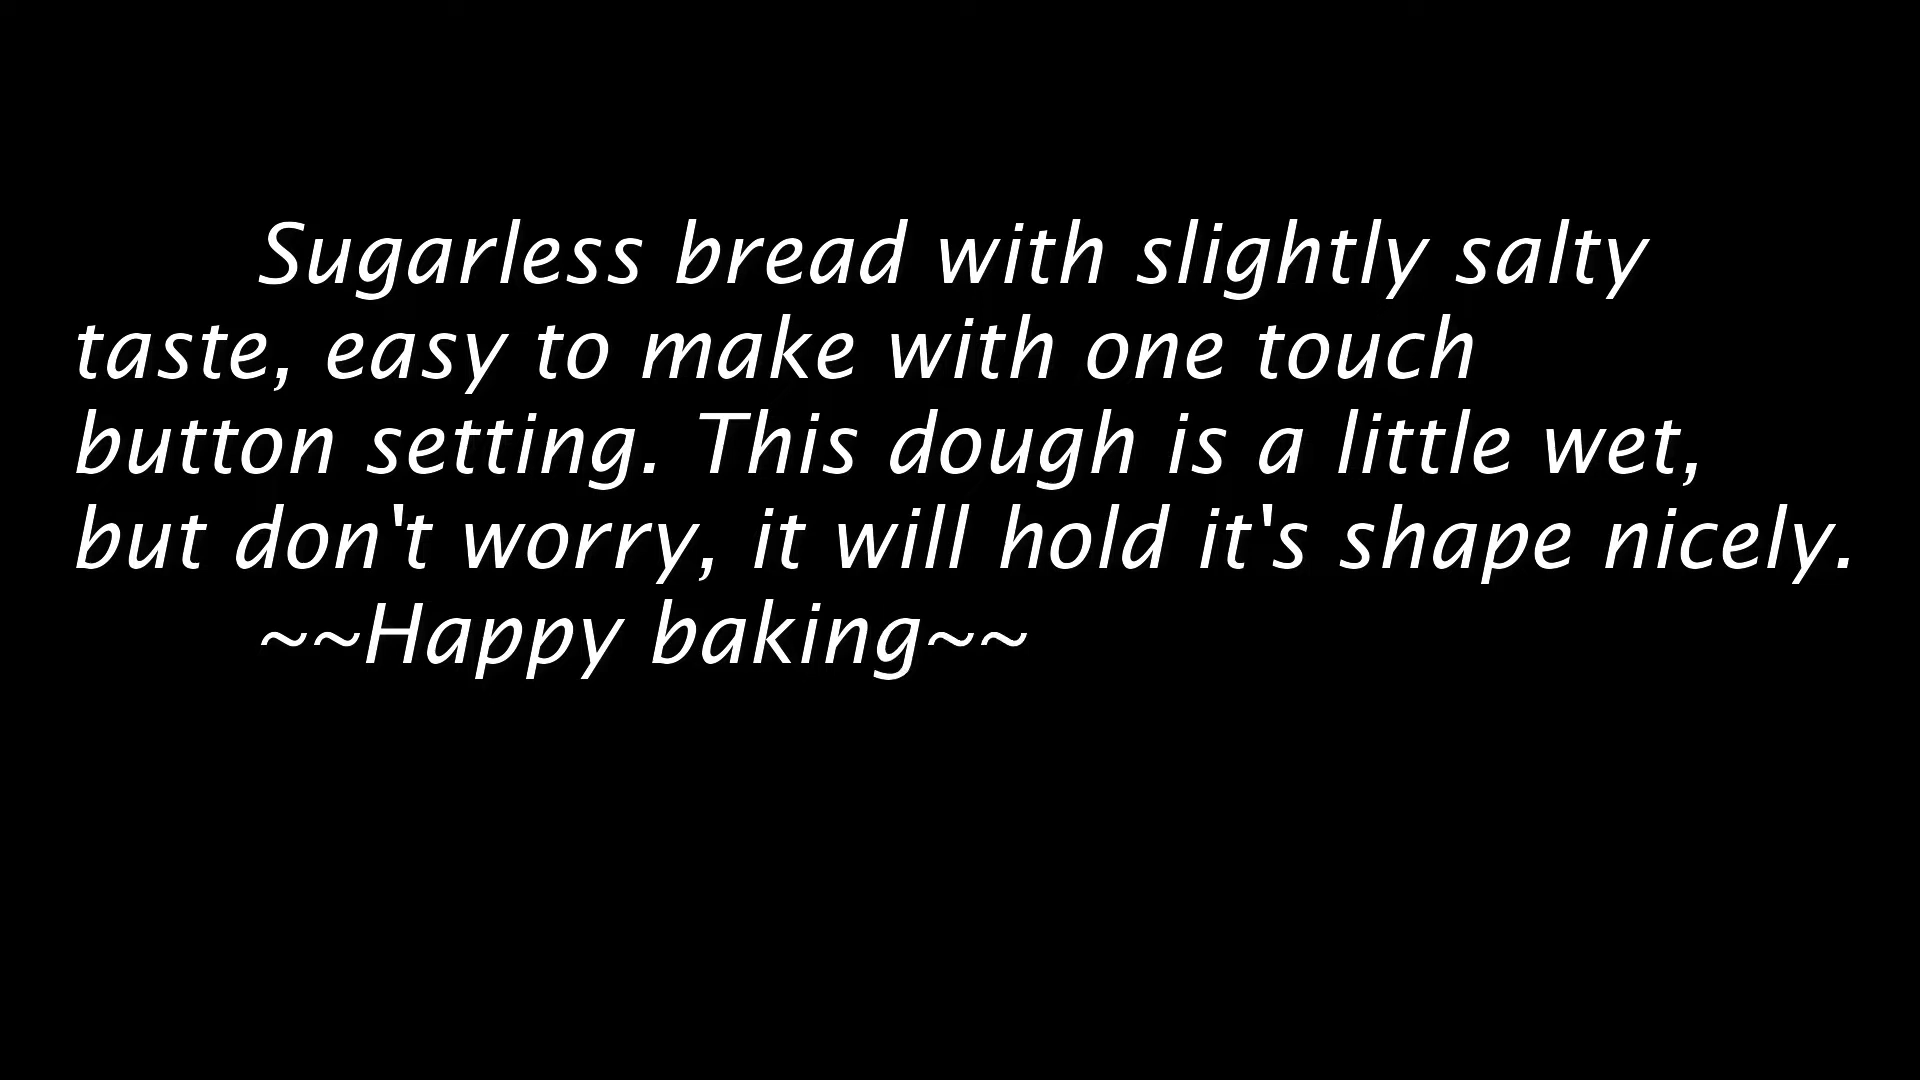 Sugarless bread with slightly salty
taste, easy to make with one touch
button setting. This dough is a little wet,
but don't worry, it will hold it's shape nicely.
~~Happy baking~~